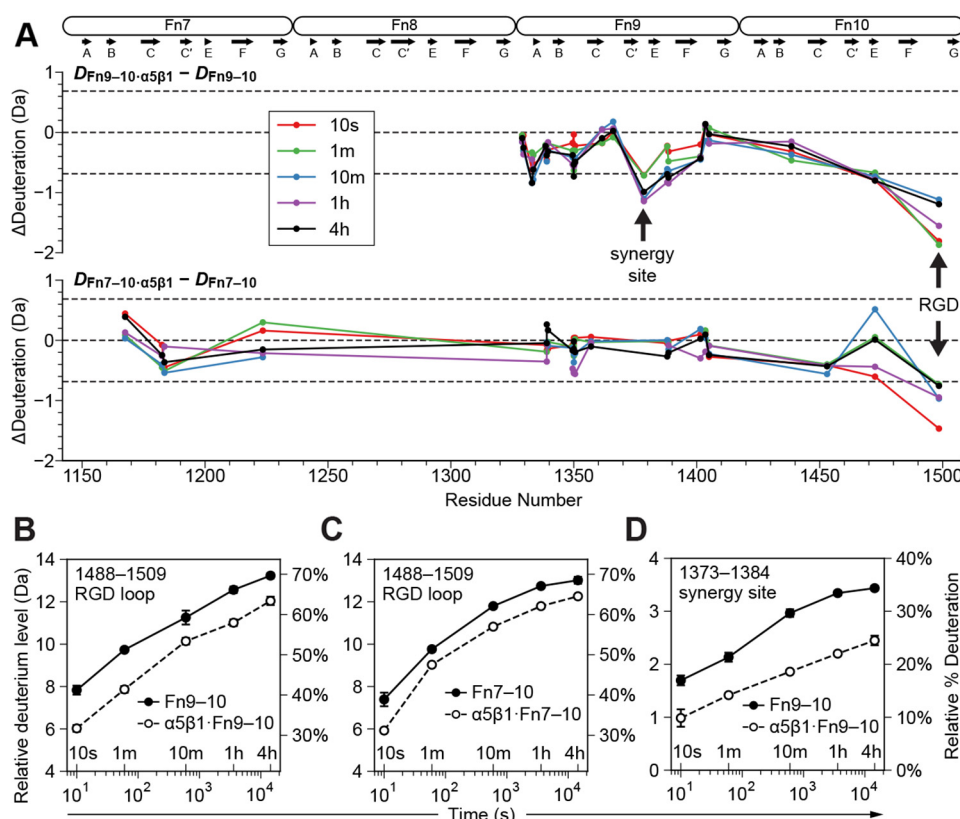 Fn7 Fn8 Fn9 Fn10
A
A B C C' E F G A B C C' E F G A B C C' E F G A B C C' E F G
DFn9–10·α5β1 − DFn9–10
1
0
−1
−2
ΔDeuteration (Da)
10s
1m
10m
1h
4h
synergy
site
RGD
DFn7–10·α5β1 − DFn7–10
1
0
−1
−2
ΔDeuteration (Da)
1150 1200 1250 1300 1350 1400 1450 1500
Residue Number
B
1488–1509
RGD loop
14
12
10
8
6
4
Relative deuterium level (Da)
70%
60%
50%
40%
30%
Fn9–10
α5β1·Fn9–10
10s 1m 10m 1h 4h
10¹ 10² 10³ 10⁴
C
1488–1509
RGD loop
14
12
10
8
6
4
70%
60%
50%
40%
30%
Fn7–10
α5β1·Fn7–10
10s 1m 10m 1h 4h
10¹ 10² 10³ 10⁴
D
1373–1384
synergy site
4
3
2
1
0
40%
30%
20%
10%
0%
Relative % Deuteration
Fn9–10
α5β1·Fn9–10
10s 1m 10m 1h 4h
10¹ 10² 10³ 10⁴
Time (s)